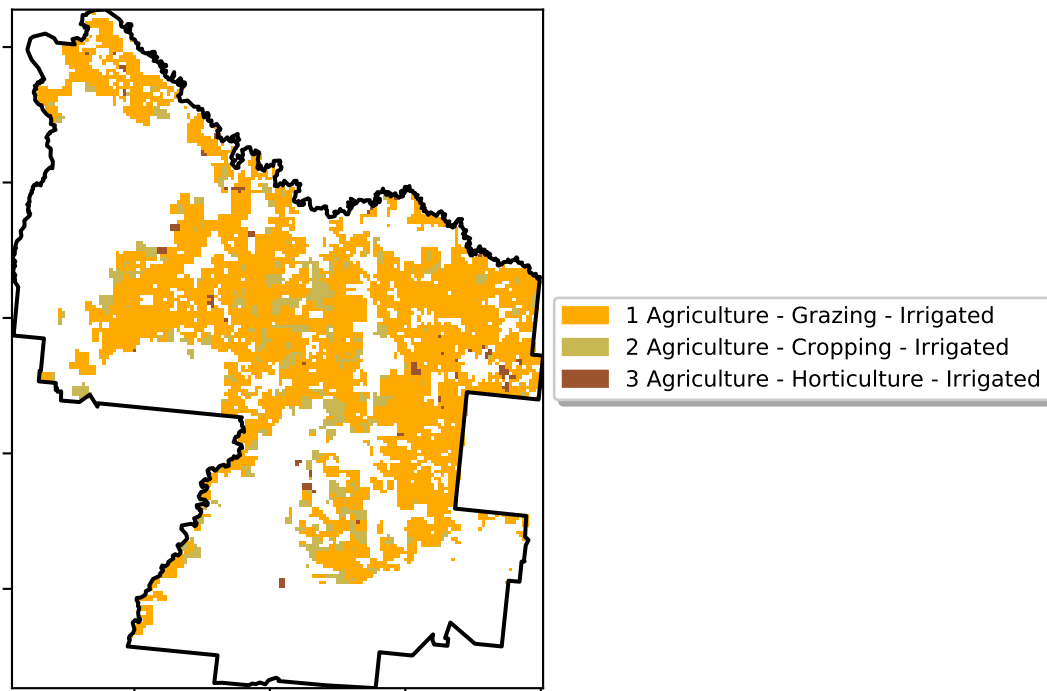 1 Agriculture - Grazing - Irrigated
2 Agriculture - Cropping - Irrigated
3 Agriculture - Horticulture - Irrigated